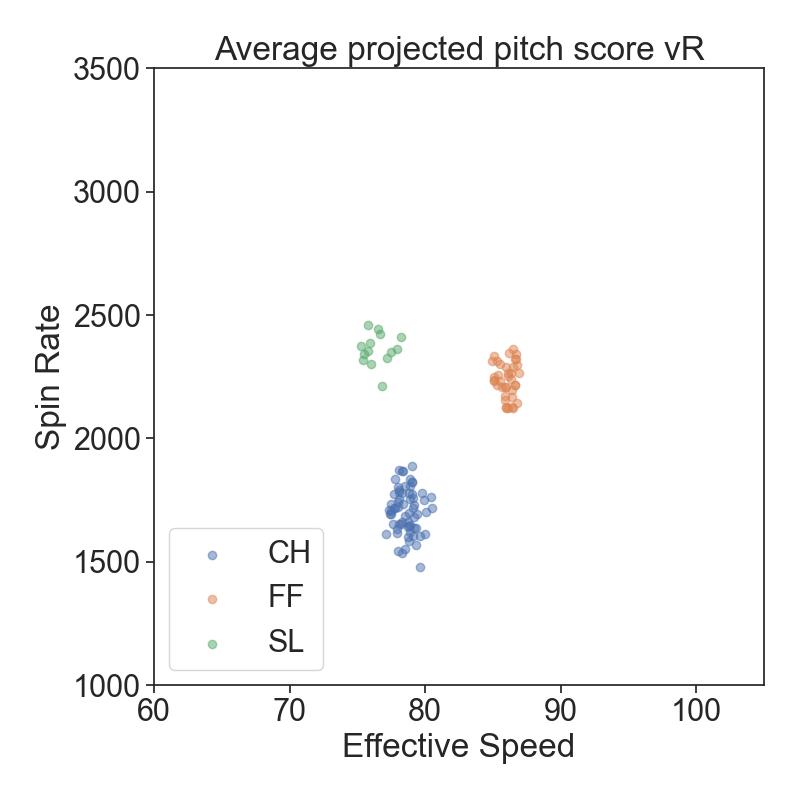 Average projected pitch score vR
3500
3000
2500
2000
1500
1000
Spin Rate
CH
FF
SL
60 70 80 90 100
Effective Speed